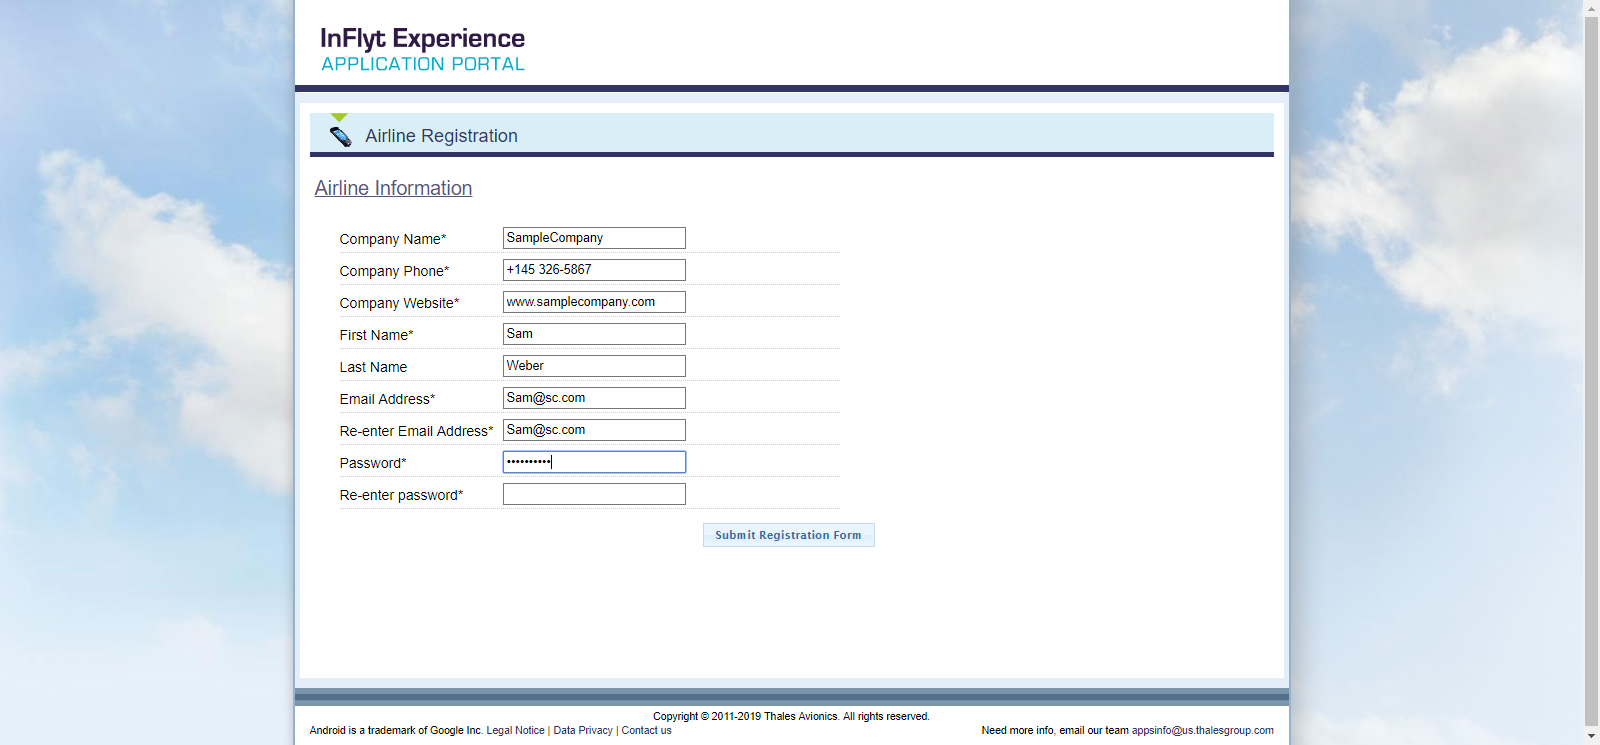 InFlyt Experience
APPLICATION PORTAL
Airline Registration
Airline Information
Company Name* SampleCompany
Company Phone* +145 326-5867
Company Website* www.samplecompany.com
First Name* Sam
Last Name Weber
Email Address* Sam@sc.com
Re-enter Email Address* Sam@sc.com
Password* ••••••••••
Re-enter password*
Submit Registration Form
Copyright © 2011-2019 Thales Avionics. All rights reserved.
Android is a trademark of Google Inc. Legal Notice | Data Privacy | Contact us
Need more info, email our team appsinfo@us.thalesgroup.com